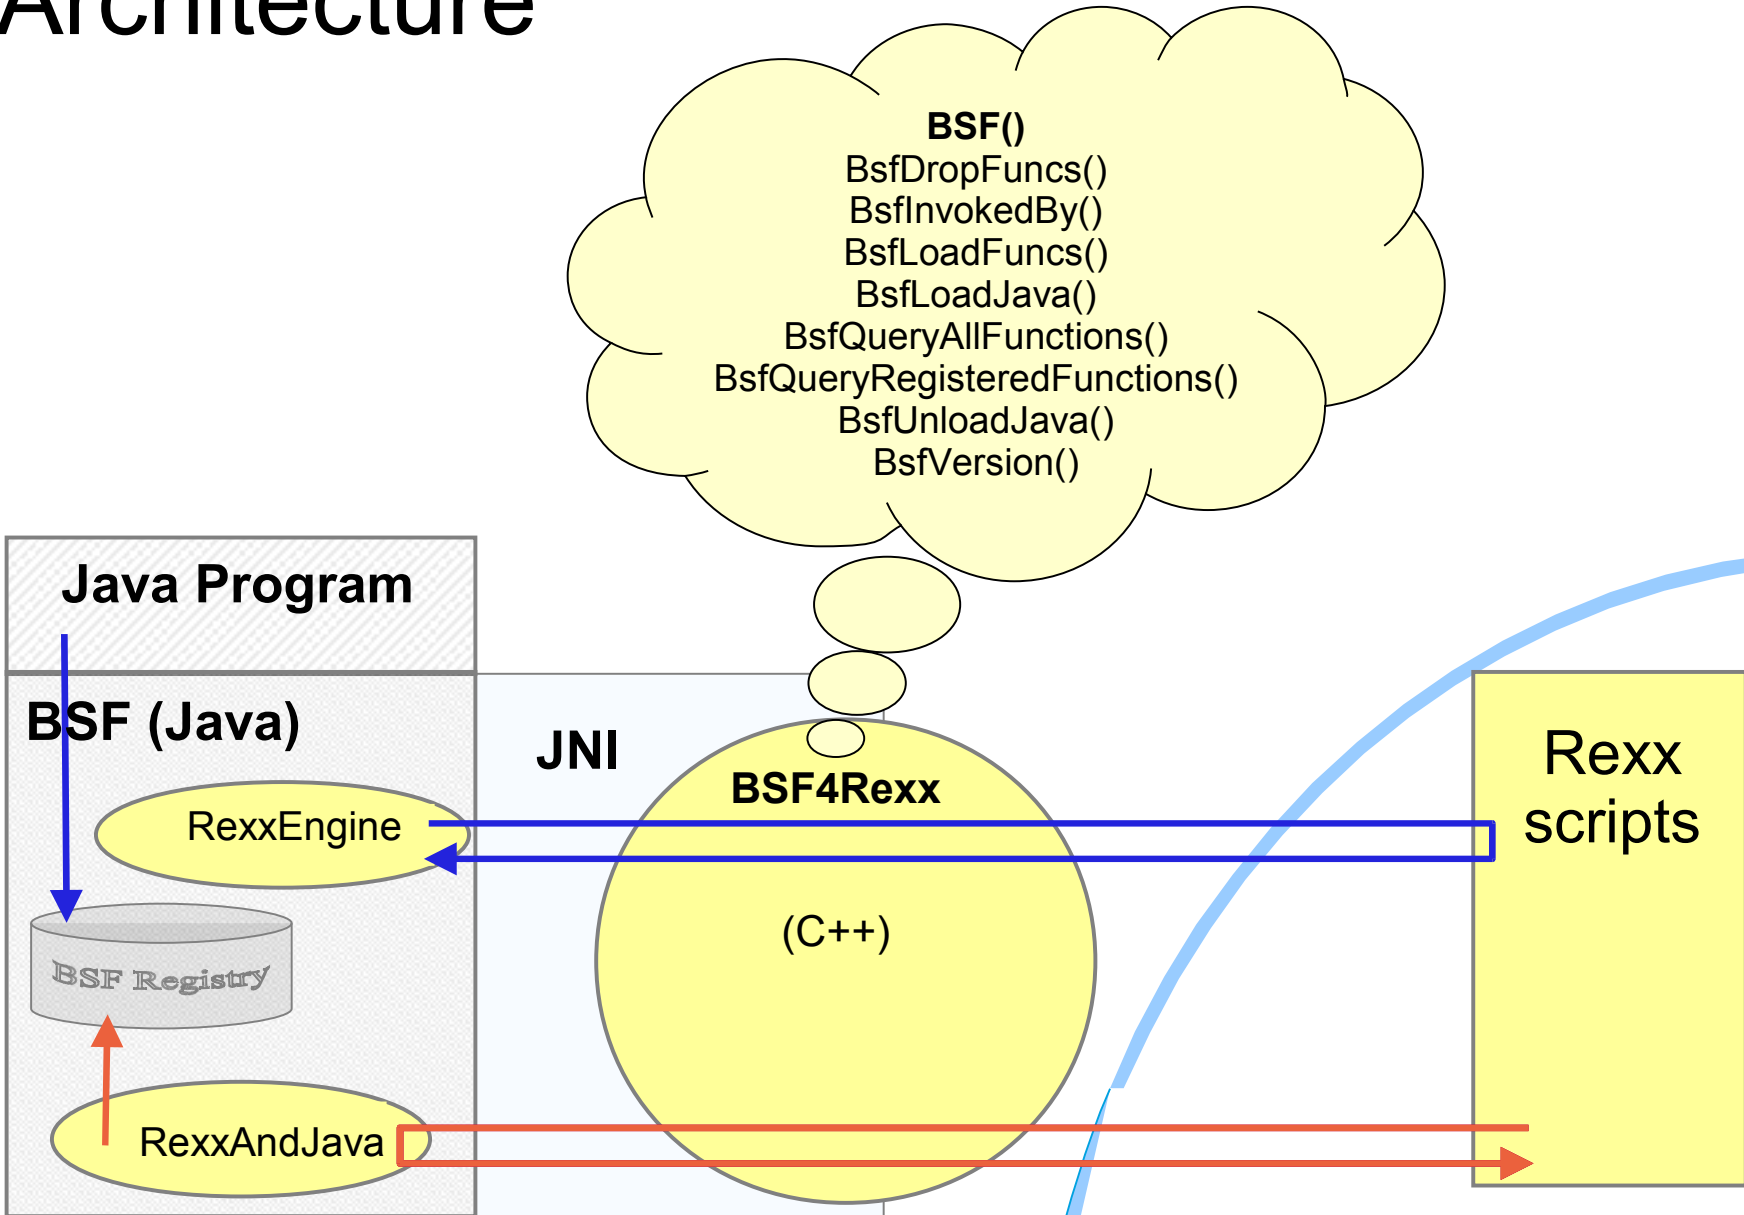 Architecture
BSF()
BsfDropFuncs()
BsfInvokedBy()
BsfLoadFuncs()
BsfLoadJava()
BsfQueryAllFunctions()
BsfQueryRegisteredFunctions()
BsfUnloadJava()
BsfVersion()
Java Program
BSF (Java)
JNI
BSF4Rexx
Rexx
scripts
RexxEngine
(C++)
BSF Registry
RexxAndJava